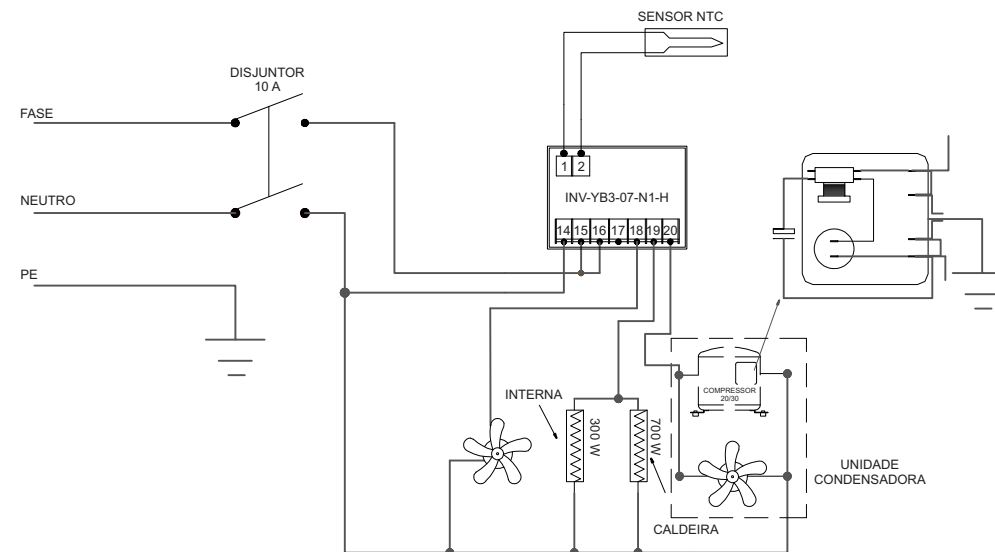 SENSOR NTC
DISJUNTOR
10 A
FASE
1 2
INV-YB3-07-N1-H
NEUTRO
14 15 16 17 18 19 20
PE
COMPRESSOR
20/30
INTERNA
300 W
700 W
UNIDADE
CONDENSADORA
CALDEIRA